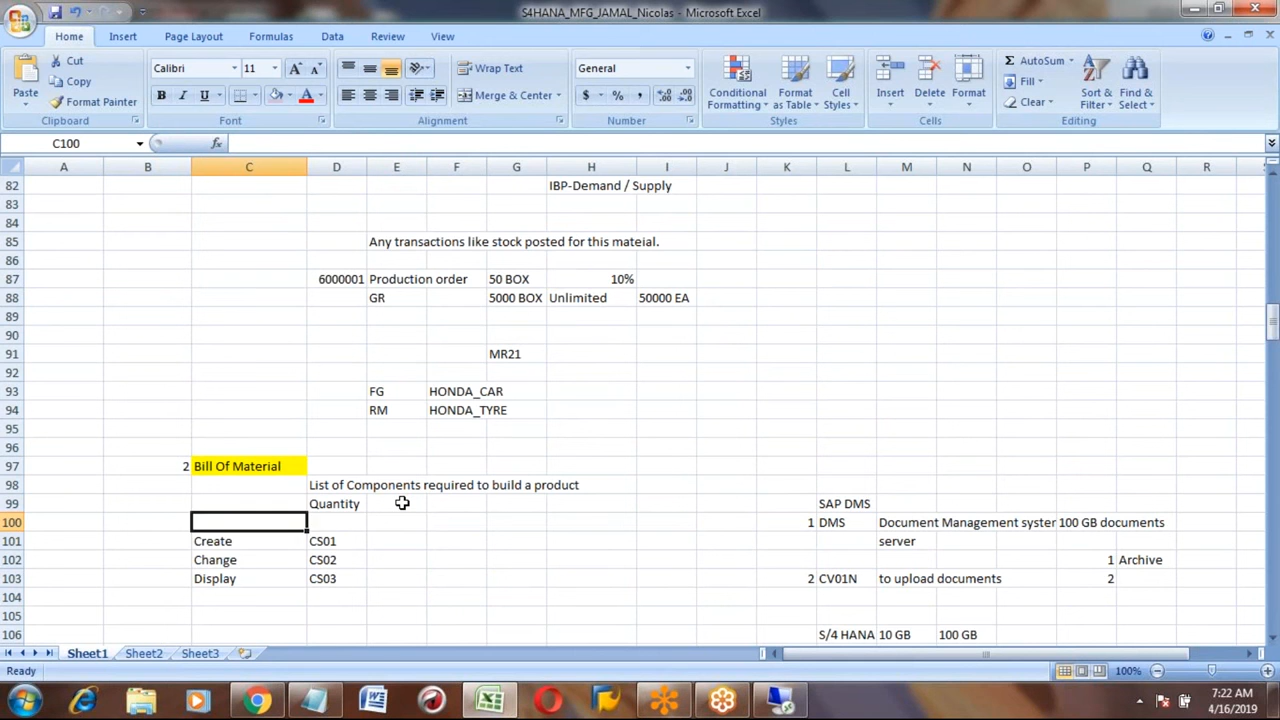 S4HANA_MFG_JAMAL_Nicolas - Microsoft Excel
Home Insert Page Layout Formulas Data Review View
Paste
Cut
Copy
Format Painter
Clipboard
Calibri 11
B I U
Font
Wrap Text
Merge & Center
Alignment
General
$ % ,
Number
Conditional Formatting
Format as Table
Cell Styles
Styles
Insert Delete Format
Cells
AutoSum
Fill
Clear
Sort & Filter
Find & Select
Editing
C100 fx
A B C D E F G H I J K L M N O P Q R
82 IBP-Demand / Supply
83
84
85 Any transactions like stock posted for this mateial.
86
87 6000001 Production order 50 BOX 10%
88 GR 5000 BOX Unlimited 50000 EA
89
90
91 MR21
92
93 FG HONDA_CAR
94 RM HONDA_TYRE
95
96
97 2 Bill Of Material
98 List of Components required to build a product
99 Quantity SAP DMS
100 1 DMS Document Management syster 100 GB documents
101 Create CS01 server
102 Change CS02 1 Archive
103 Display CS03 2 CV01N to upload documents 2
104
105
106 S/4 HANA 10 GB 100 GB
Sheet1 Sheet2 Sheet3
Ready 100%
7:22 AM
4/16/2019